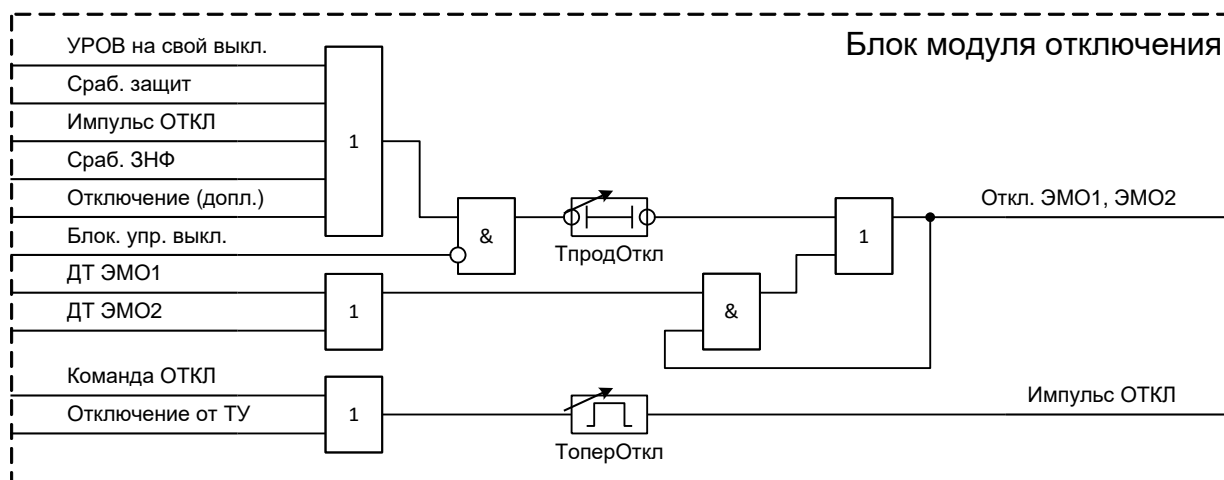 Блок модуля отключения
УРОВ на свой выкл.
Сраб. защит
Импульс ОТКЛ
Сраб. ЗНФ
Отключение (допл.)
Блок. упр. выкл.
ДТ ЭМО1
ДТ ЭМО2
Команда ОТКЛ
Отключение от ТУ
1
1
1
&
ТпродОткл
&
1
Откл. ЭМО1, ЭМО2
ТоперОткл
Импульс ОТКЛ